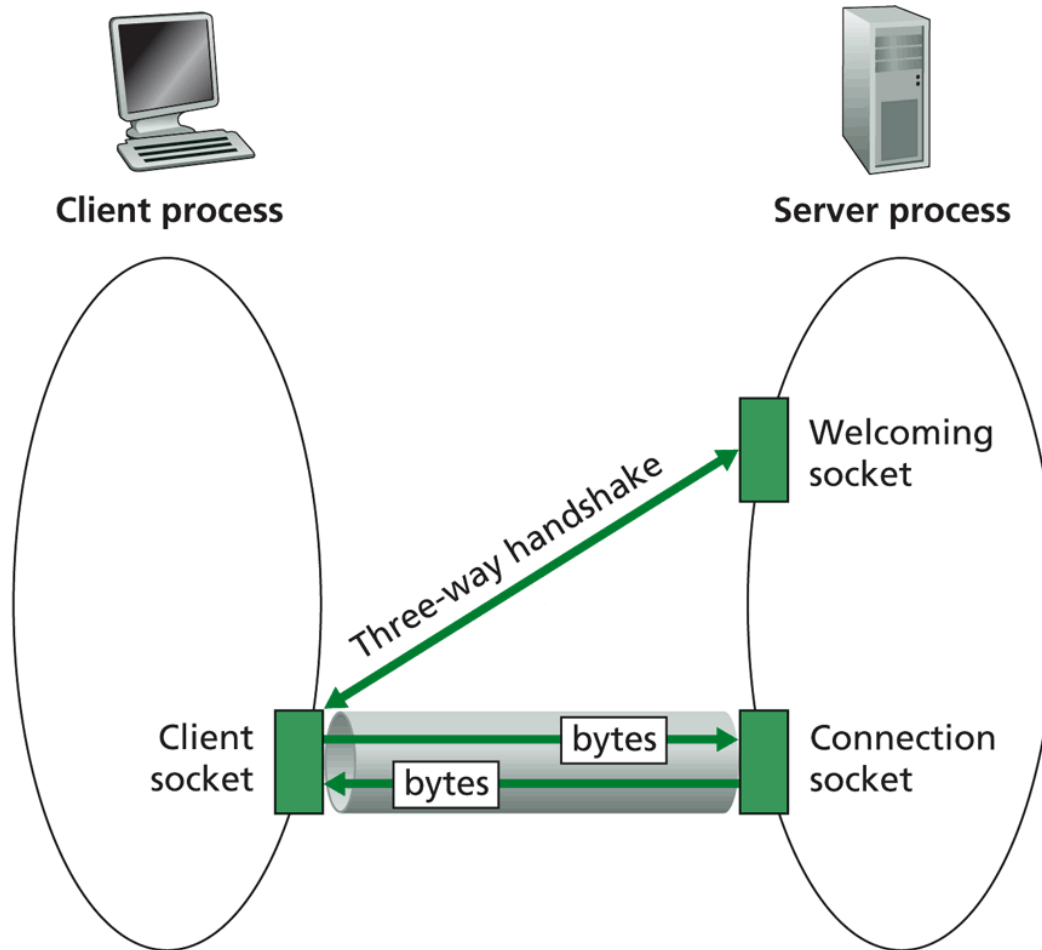 Client process
Server process
Welcoming
socket
Three-way handshake
Client
socket
bytes
bytes
Connection
socket